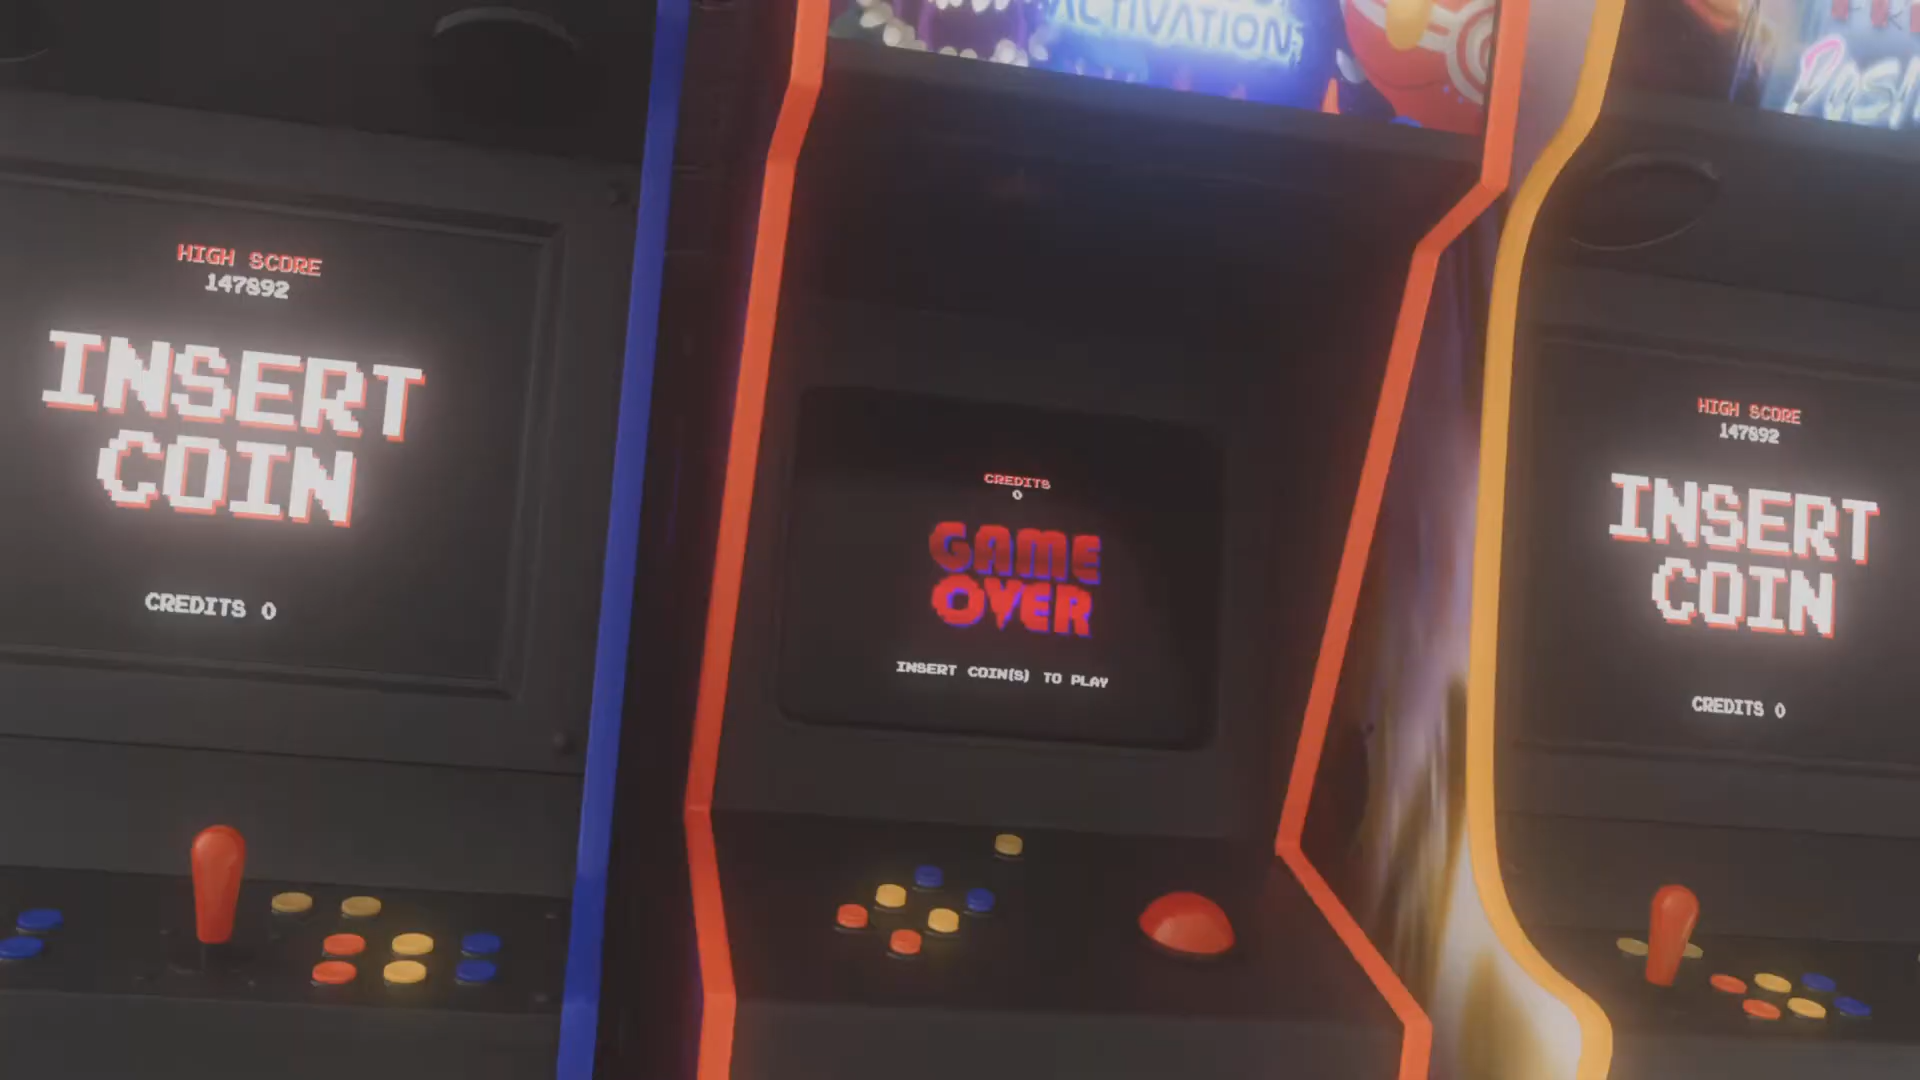 ACTIVATION
HIGH SCORE
147892
INSERT
COIN
CREDITS 0
CREDITS
0
GAME
OVER
INSERT COIN(S) TO PLAY
HIGH SCORE
147892
INSERT
COIN
CREDITS 0